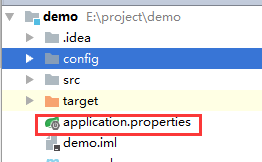 demo E:\project\demo
.idea
config
src
target
application.properties
demo.iml